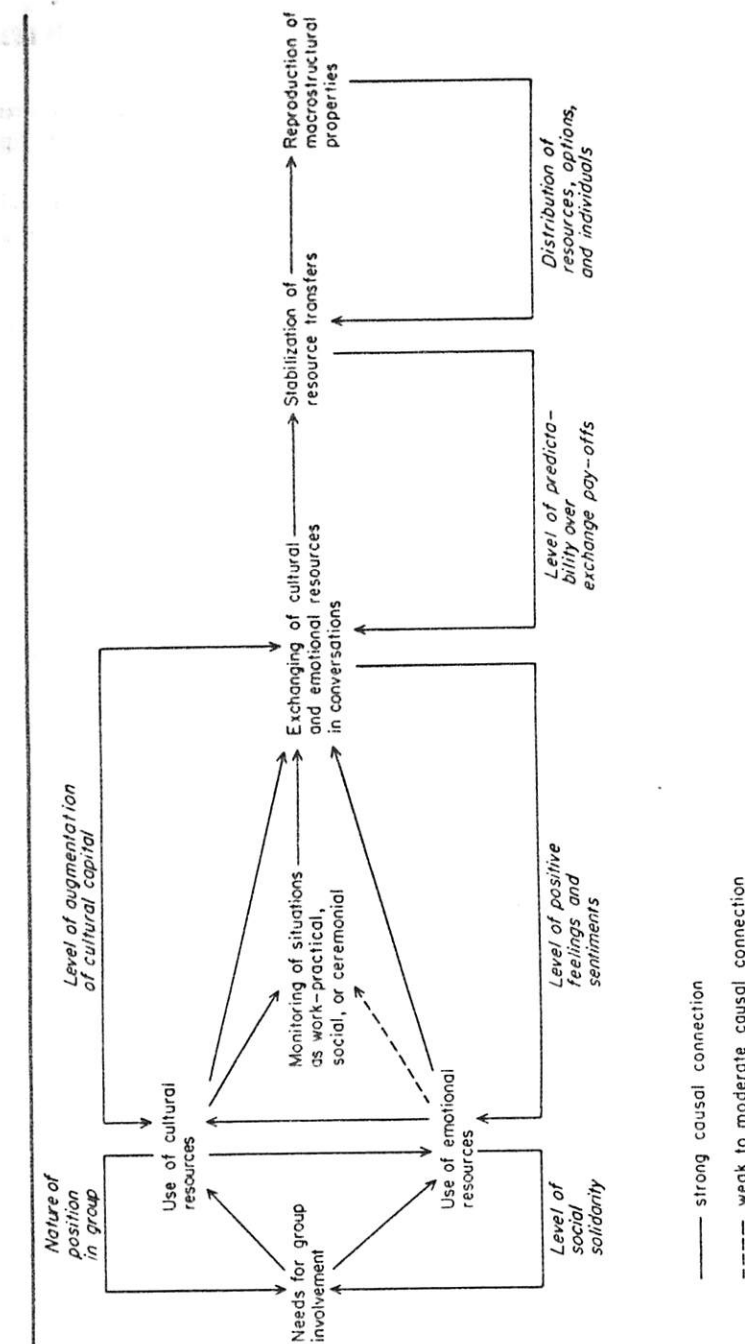 Nature of
position
in group
Level of augmentation
of cultural capital
Needs for group
involvement
Use of cultural
resources
Use of emotional
resources
Monitoring of situations
as work-practical,
social, or ceremonial
Exchanging of cultural
and emotional resources
in conversations
Stabilization of
resource transfers
Reproduction of
macrostructural
properties
Level of
social
solidarity
Level of positive
feelings and
sentiments
Level of predicta-
bility over
exchange pay-offs
Distribution of
resources, options,
and individuals
strong causal connection
weak to moderate causal connection